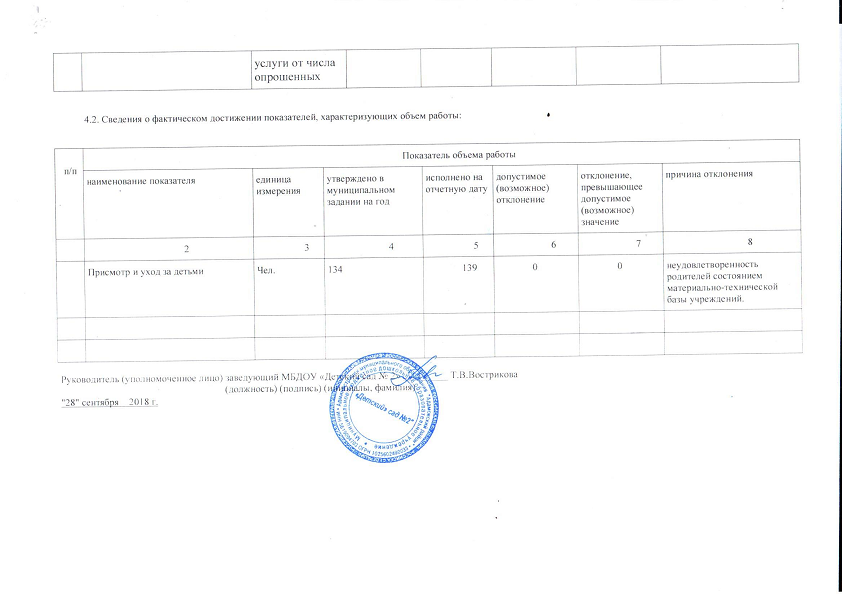 услуги от числа
опрошенных
4.2. Сведения о фактическом достижении показателей, характеризующих объем работы:
п/п
Показатель объема работы
наименование показателя
единица
измерения
утверждено в
муниципальном
задании на год
исполнено на
отчетную дату
допустимое
(возможное)
отклонение
отклонение,
превышающее
допустимое
(возможное)
значение
причина отклонения
2 3 4 5 6 7 8
Присмотр и уход за детьми Чел. 134 139 0 0
неудовлетворенность
родителей состоянием
материально-технической
базы учреждений.
Руководитель (уполномоченное лицо) заведующий МБДОУ «Детский сад № Т.В.Вострикова
(должность) (подпись) (инициалы, фамилия)
"28" сентября 2018 г.
«Детский сад №2»